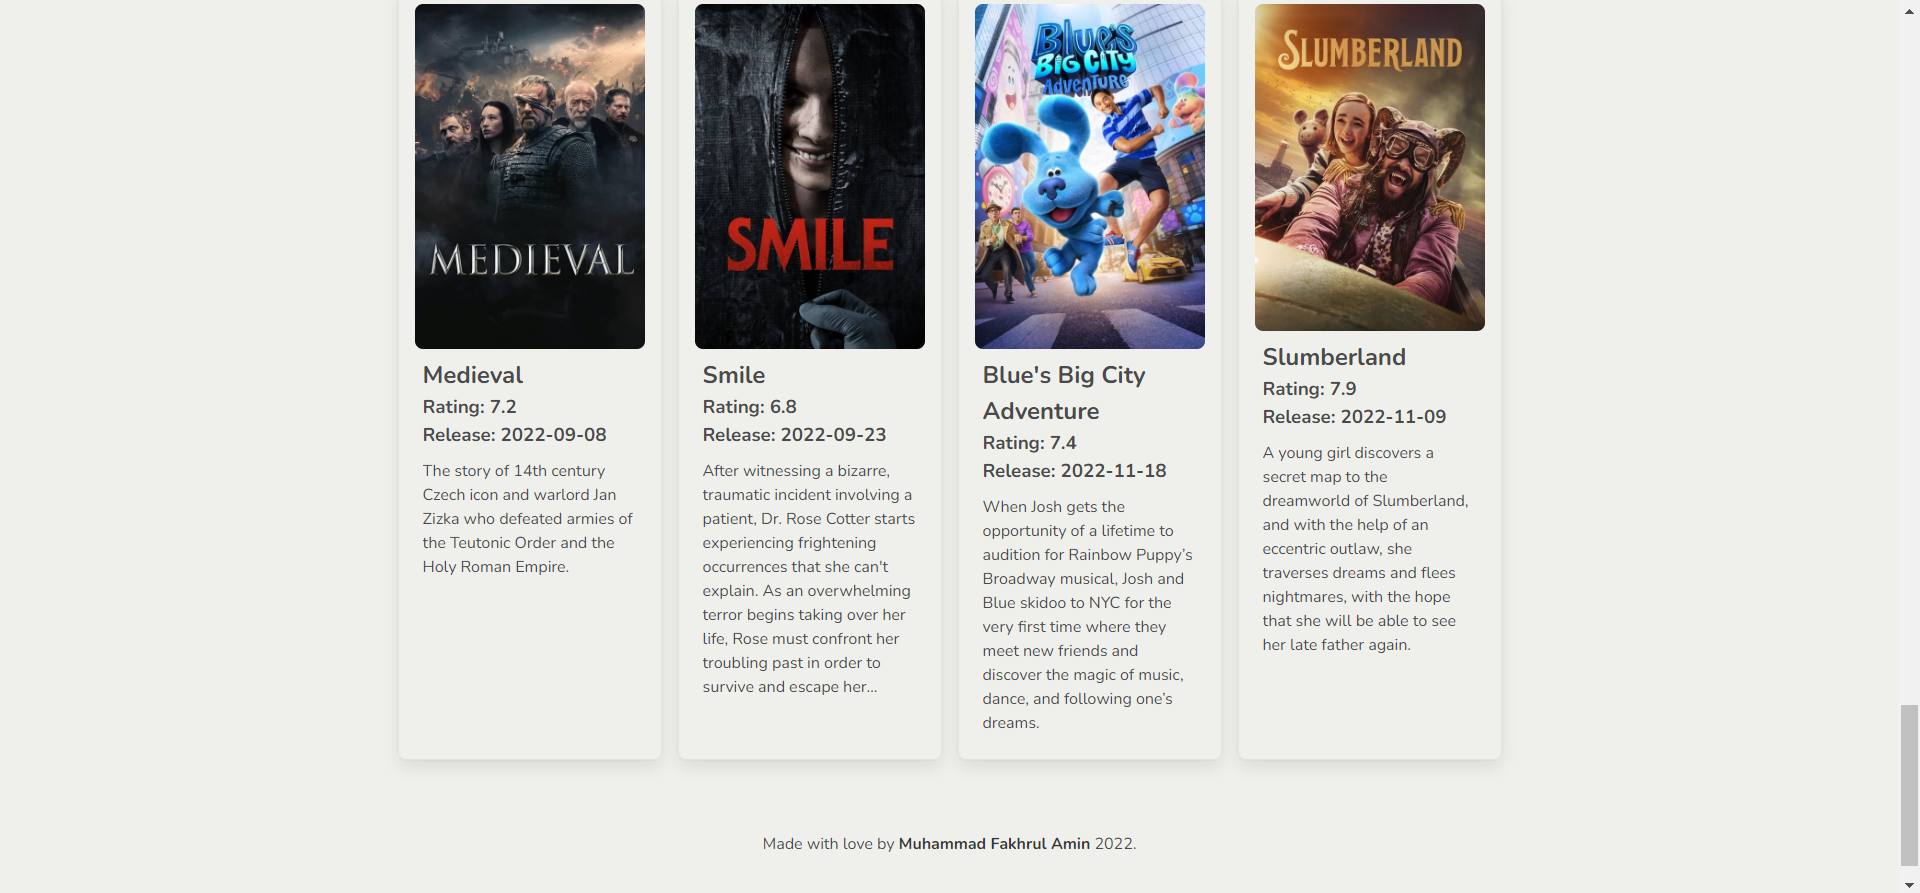 MEDIEVAL
Medieval
Rating: 7.2
Release: 2022-09-08
The story of 14th century
Czech icon and warlord Jan
Zizka who defeated armies of
the Teutonic Order and the
Holy Roman Empire.
SMILE
Smile
Rating: 6.8
Release: 2022-09-23
After witnessing a bizarre,
traumatic incident involving a
patient, Dr. Rose Cotter starts
experiencing frightening
occurrences that she can't
explain. As an overwhelming
terror begins taking over her
life, Rose must confront her
troubling past in order to
survive and escape her...
Blue's
BIG CITY
ADVENTURE
Blue's Big City
Adventure
Rating: 7.4
Release: 2022-11-18
When Josh gets the
opportunity of a lifetime to
audition for Rainbow Puppy’s
Broadway musical, Josh and
Blue skidoo to NYC for the
very first time where they
meet new friends and
discover the magic of music,
dance, and following one’s
dreams.
SLUMBERLAND
Slumberland
Rating: 7.9
Release: 2022-11-09
A young girl discovers a
secret map to the
dreamworld of Slumberland,
and with the help of an
eccentric outlaw, she
traverses dreams and flees
nightmares, with the hope
that she will be able to see
her late father again.
Made with love by Muhammad Fakhrul Amin 2022.